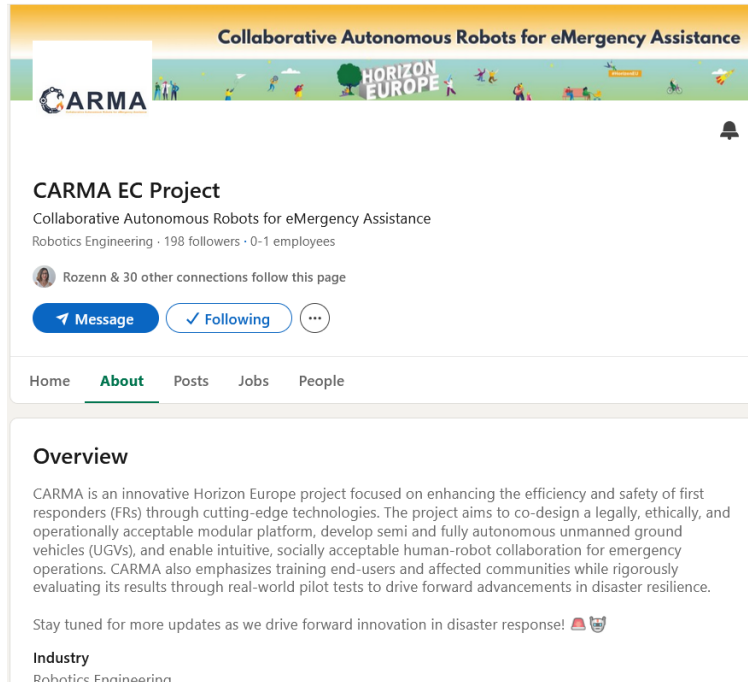 Collaborative Autonomous Robots for eMergency Assistance
CARMA
HORIZON
EUROPE
CARMA EC Project
Collaborative Autonomous Robots for eMergency Assistance
Robotics Engineering · 198 followers · 0-1 employees
Rozenn & 30 other connections follow this page
Message
Following
Home
About
Posts
Jobs
People
Overview
CARMA is an innovative Horizon Europe project focused on enhancing the efficiency and safety of first
responders (FRs) through cutting-edge technologies. The project aims to co-design a legally, ethically, and
operationally acceptable modular platform, develop semi and fully autonomous unmanned ground
vehicles (UGVs), and enable intuitive, socially acceptable human-robot collaboration for emergency
operations. CARMA also emphasizes training end-users and affected communities while rigorously
evaluating its results through real-world pilot tests to drive forward advancements in disaster resilience.
Stay tuned for more updates as we drive forward innovation in disaster response! 🚨🤖
Industry
Robotics Engineering